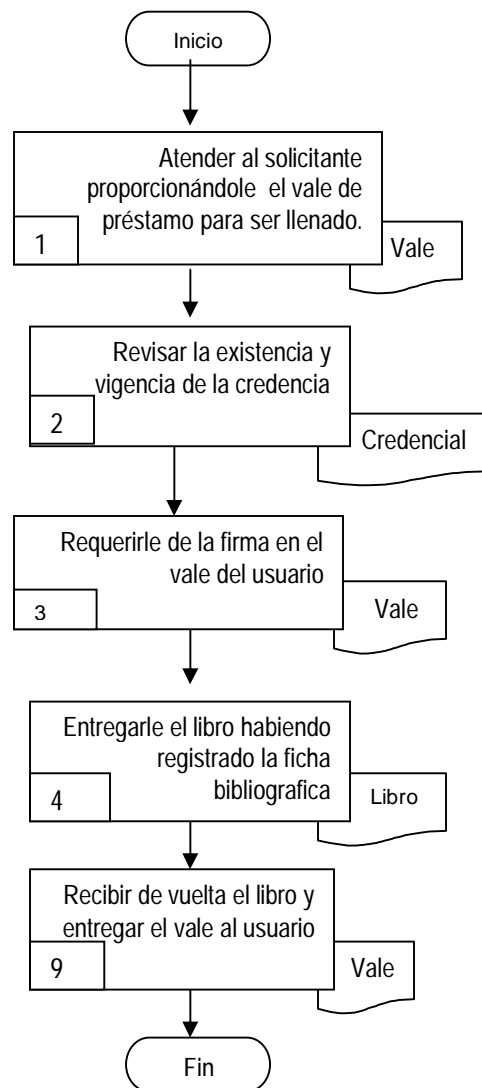 Inicio
Atender al solicitante
proporcionándole el vale de
préstamo para ser llenado.
1
Vale
Revisar la existencia y
vigencia de la credencia
2
Credencial
Requerirle de la firma en el
vale del usuario
3
Vale
Entregarle el libro habiendo
registrado la ficha
bibliografica
4
Libro
Recibir de vuelta el libro y
entregar el vale al usuario
9
Vale
Fin